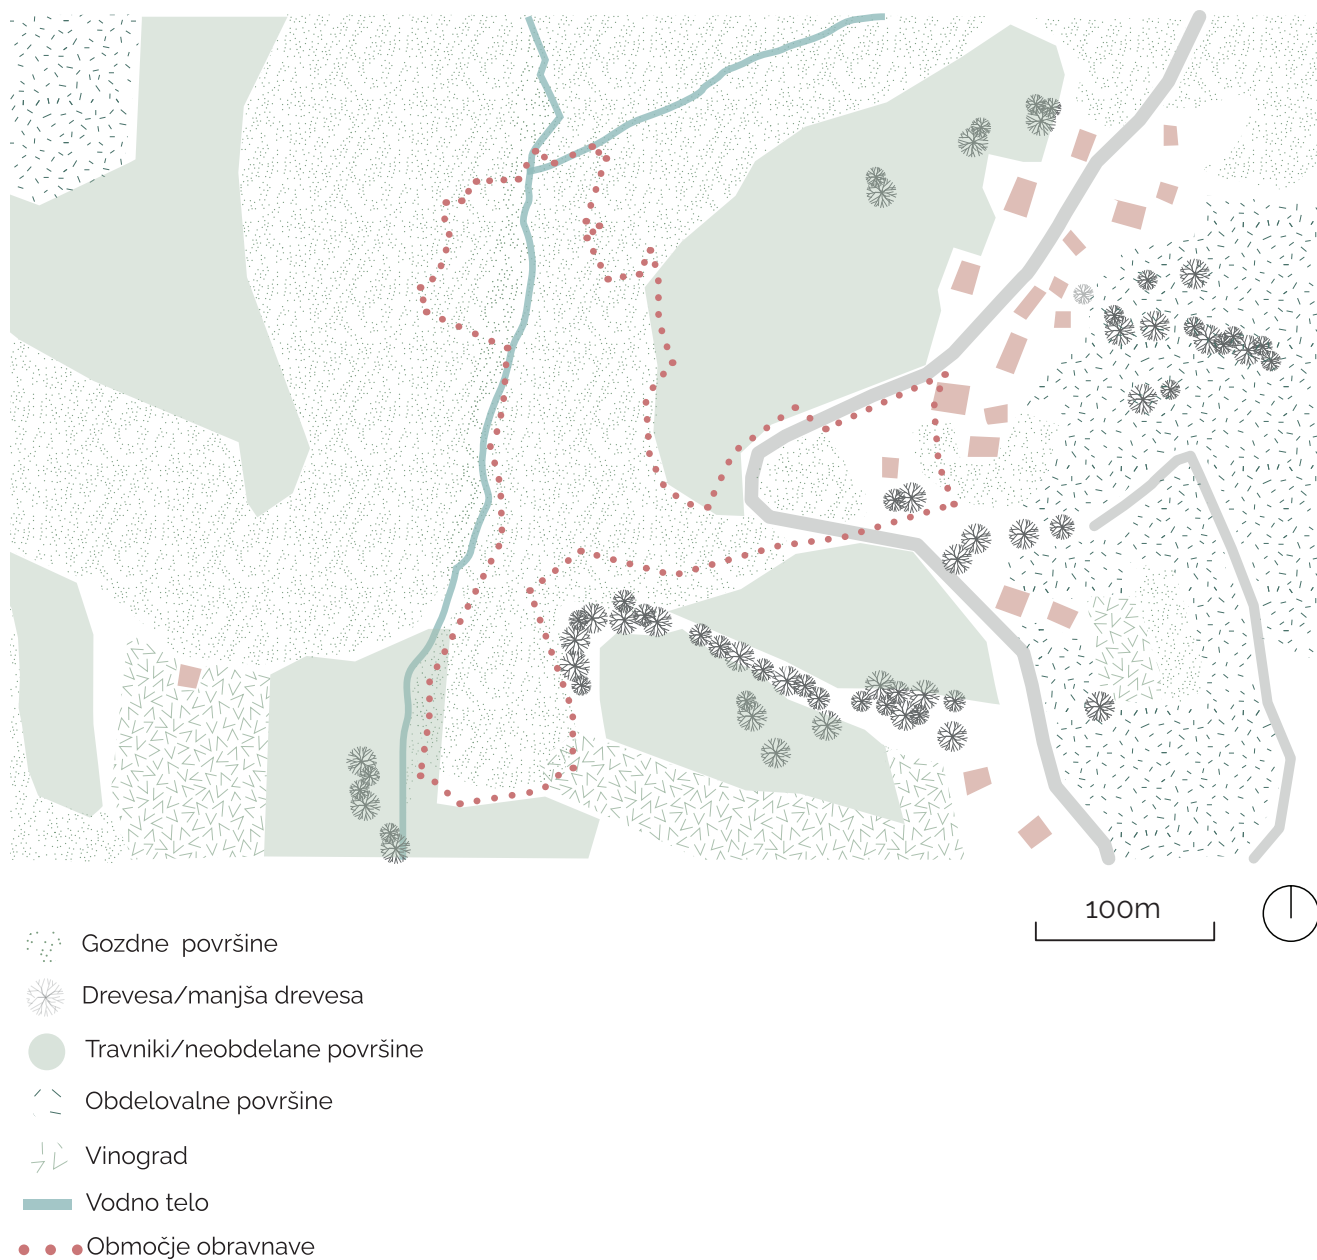 100m
Gozdne površine
Drevesa/manjša drevesa
Travniki/neobdelane površine
Obdelovalne površine
Vinograd
Vodno telo
Območje obravnave